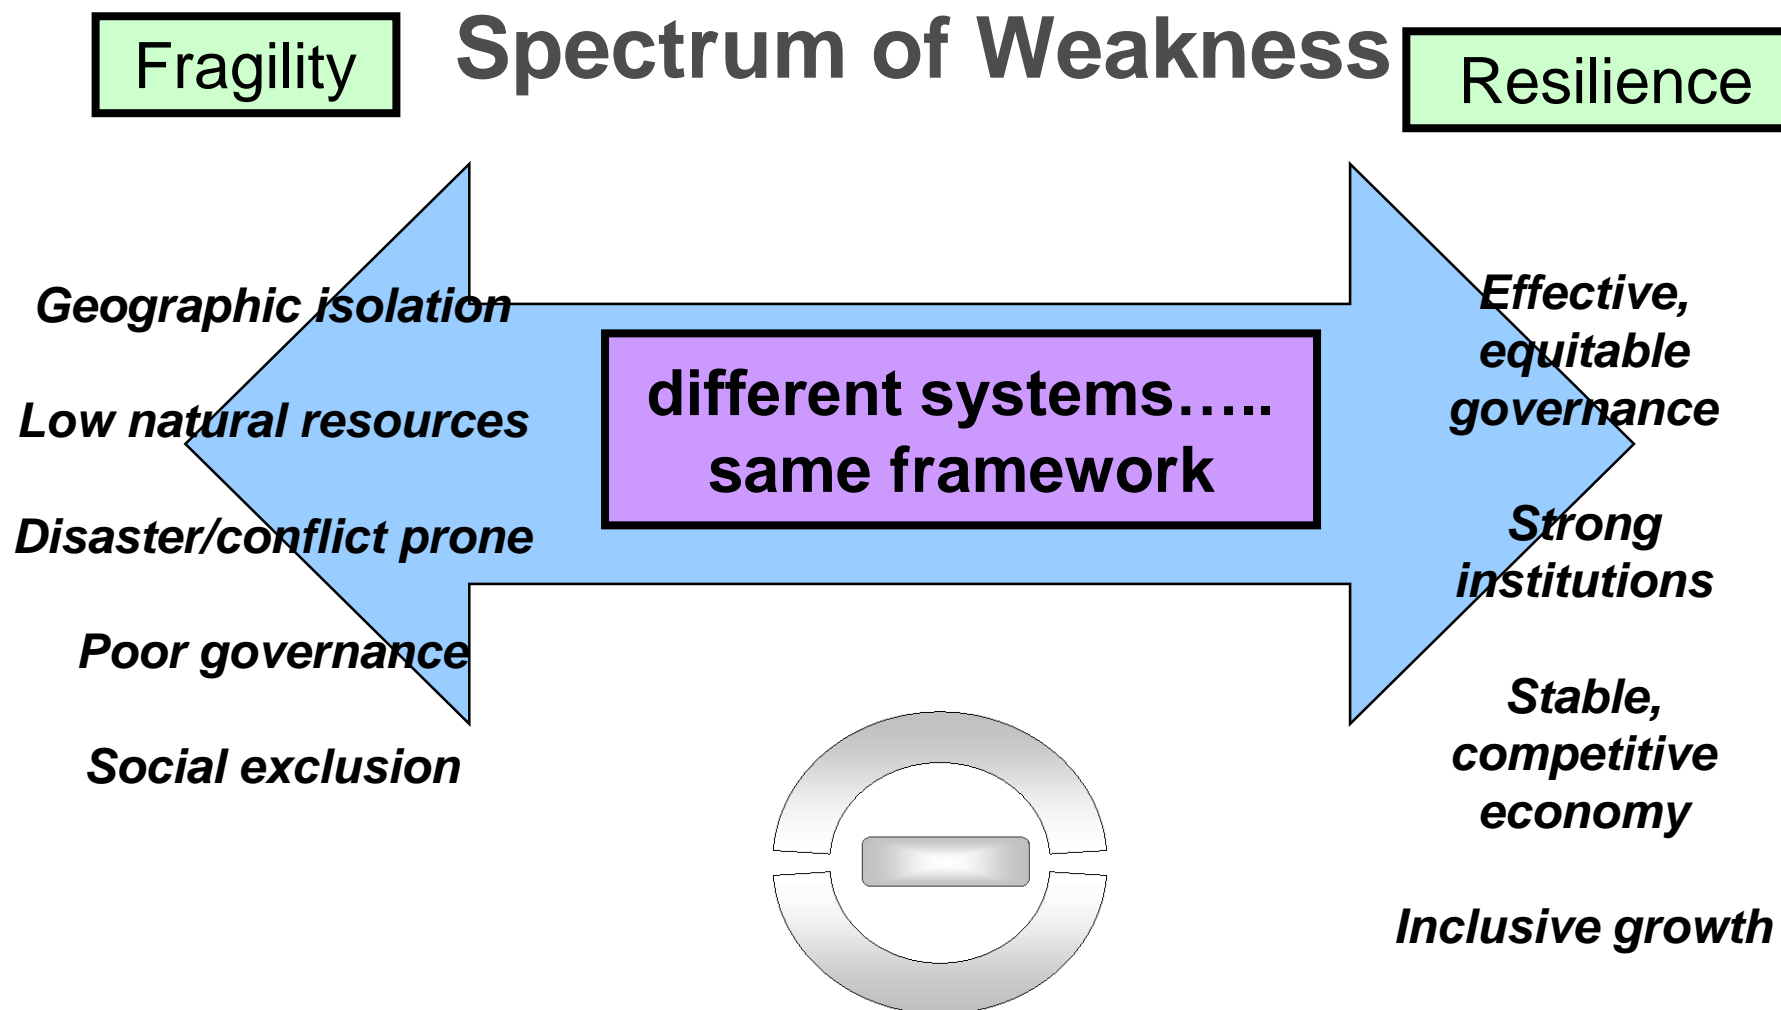 Fragility
Spectrum of Weakness
Resilience
Geographic isolation
Low natural resources
Disaster/conflict prone
Poor governance
Social exclusion
different systems.....
same framework
Effective,
equitable
governance
Strong
institutions
Stable,
competitive
economy
Inclusive growth